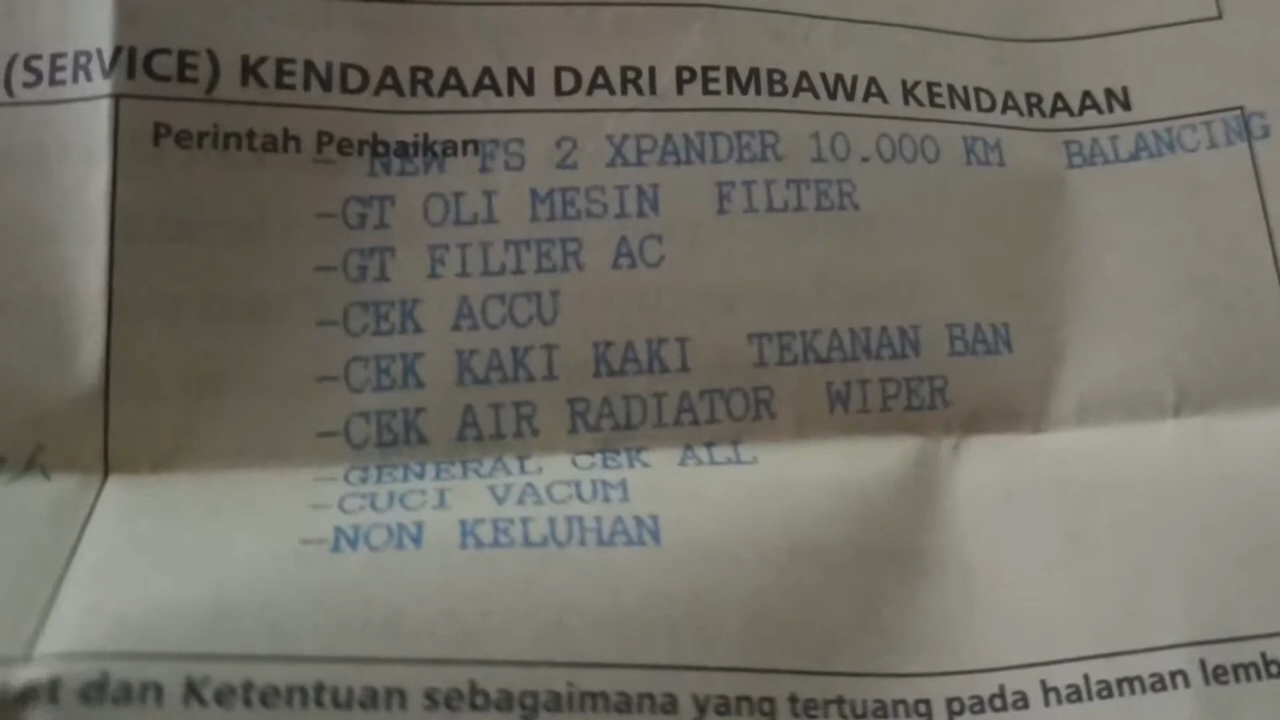 (SERVICE) KENDARAAN DARI PEMBAWA KENDARAAN
Perintah Perbaikan
- NEW FS 2 XPANDER 10.000 KM BALANCING
-GT OLI MESIN FILTER
-GT FILTER AC
-CEK ACCU
-CEK KAKI KAKI TEKANAN BAN
-CEK AIR RADIATOR WIPER
-GENERAL CEK ALL
-CUCI VACUM
-NON KELUHAN
dan Ketentuan sebagaimana yang tertuang pada halaman lemb